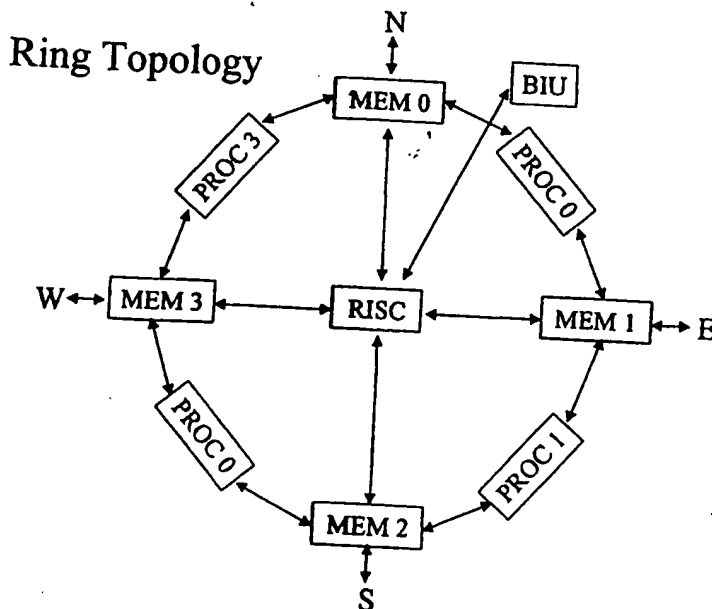 Ring Topology
N
MEM 0
BIU
PROC 3
PROC 0
W
MEM 3
RISC
MEM 1
E
PROC 0
PROC 1
MEM 2
S